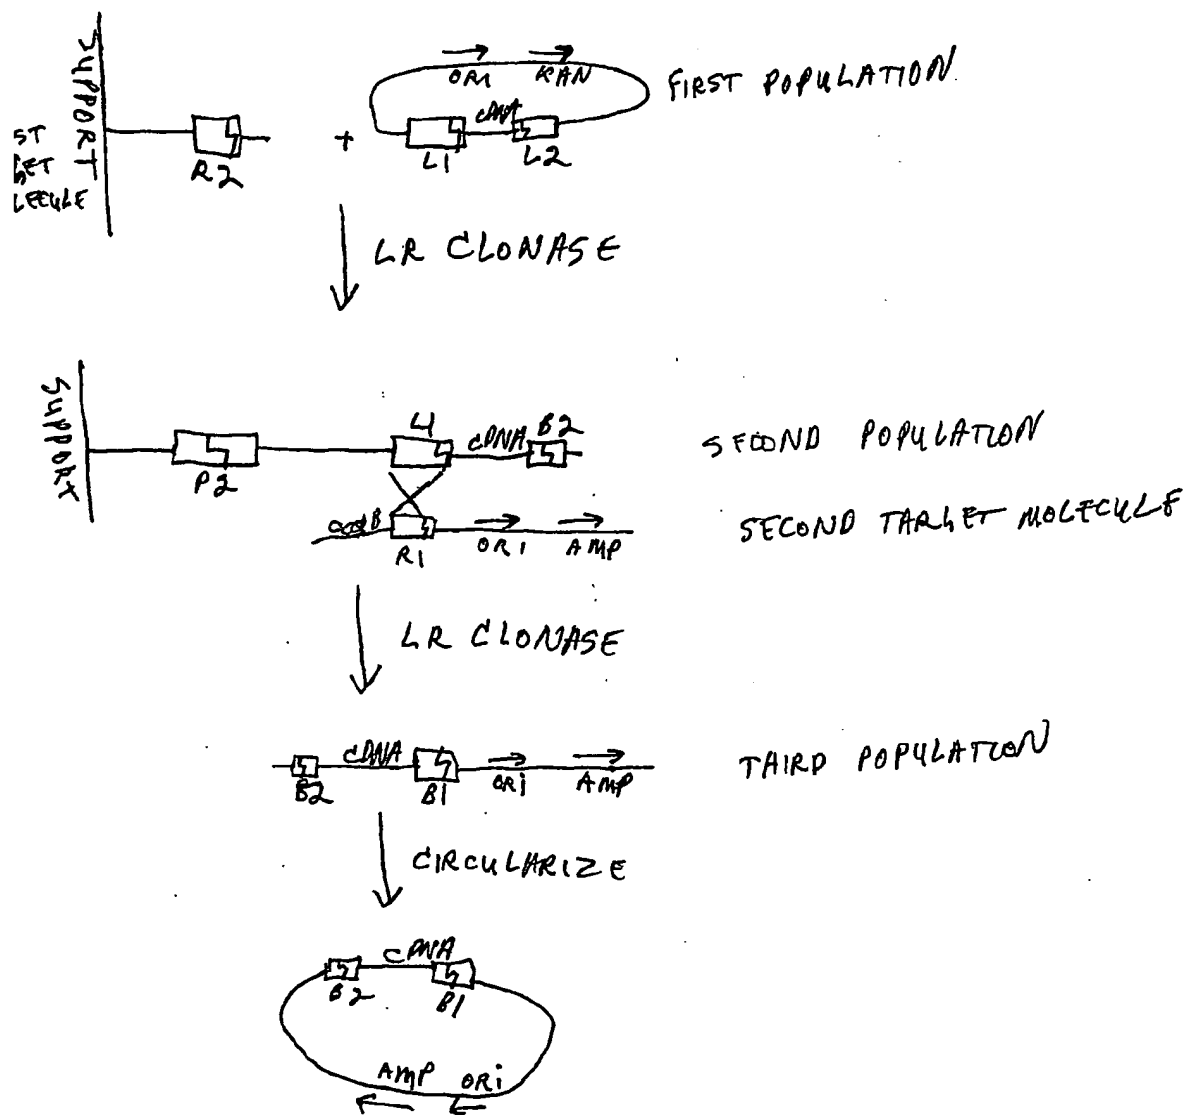 SUPPORT
ORI KAN
FIRST POPULATION
cDNA
ST
GET
LECULE
R2
+
L1 L2
LR CLONASE
SUPPORT
L1 cDNA B2
SECOND POPULATION
P2
ccdB
R1 ORI AMP
SECOND TARGET MOLECULE
LR CLONASE
cDNA
B2 B1 ORI AMP
THIRD POPULATION
CIRCULARIZE
cDNA
B2 B1
AMP ORI